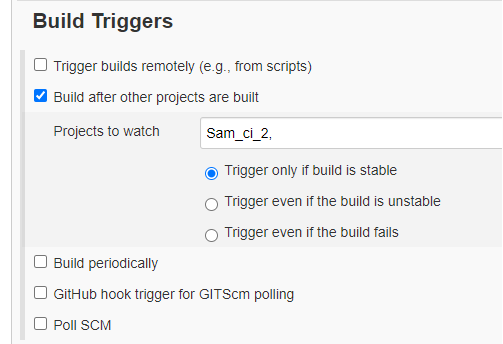 Build Triggers
Trigger builds remotely (e.g., from scripts)
Build after other projects are built
Projects to watch
Sam_ci_2,
Trigger only if build is stable
Trigger even if the build is unstable
Trigger even if the build fails
Build periodically
GitHub hook trigger for GITScm polling
Poll SCM